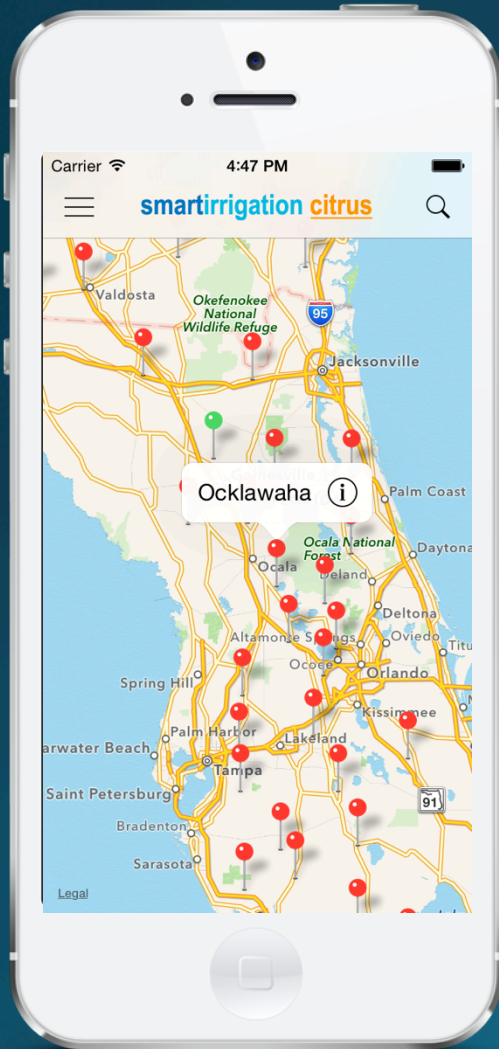 Carrier
4:47 PM
smartirrigation citrus
Valdosta
Okefenokee
National
Wildlife Refuge
95
Jacksonville
Ocklawaha
Palm Coast
Ocala National
Forest
Daytona
Ocala
Deland
Deltona
Altamonte Springs
Oviedo
Titu
Ocoee
Orlando
Spring Hill
Kissimmee
Palm Harbor
Lakeland
arwater Beach
Tampa
Saint Petersburg
91
Bradenton
Sarasota
Legal